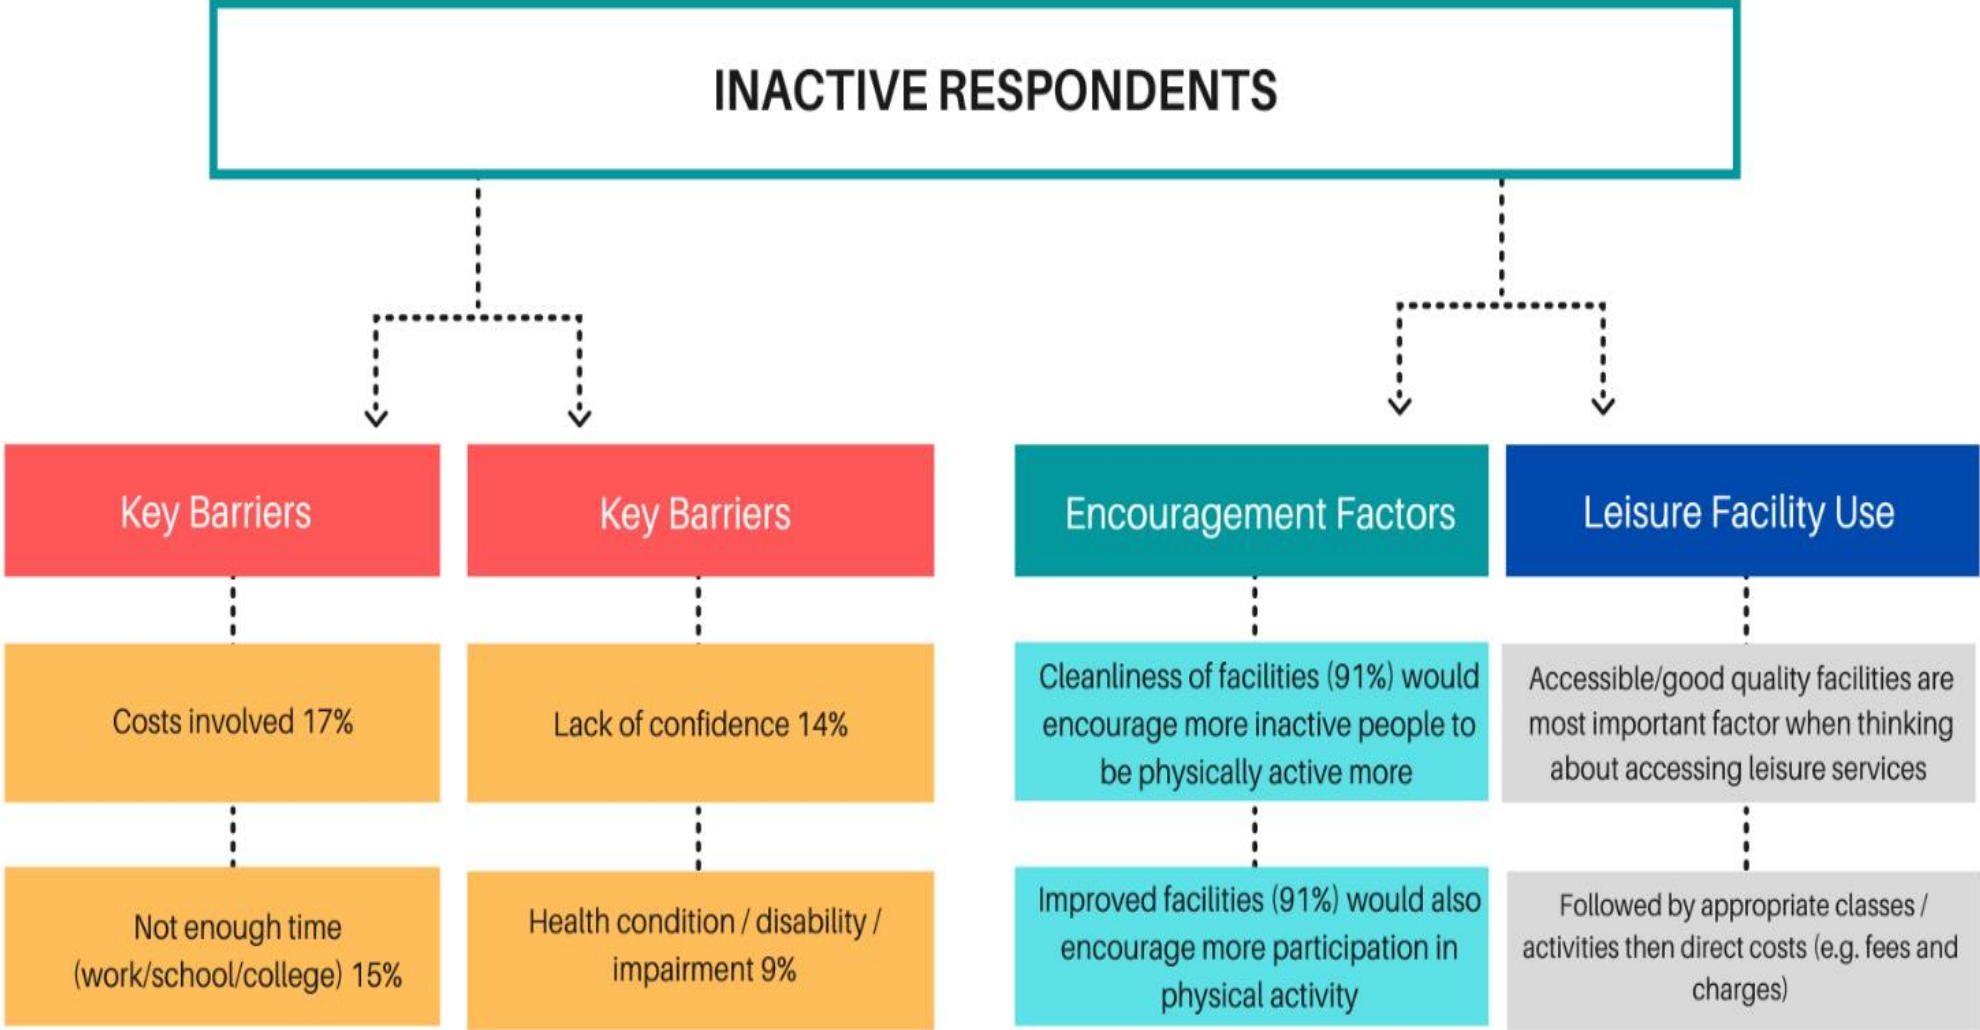 INACTIVE RESPONDENTS
Key Barriers
Key Barriers
Encouragement Factors
Leisure Facility Use
Costs involved 17%
Lack of confidence 14%
Cleanliness of facilities (91%) would
encourage more inactive people to
be physically active more
Accessible/good quality facilities are
most important factor when thinking
about accessing leisure services
Not enough time
(work/school/college) 15%
Health condition / disability /
impairment 9%
Improved facilities (91%) would also
encourage more participation in
physical activity
Followed by appropriate classes /
activities then direct costs (e.g. fees and
charges)